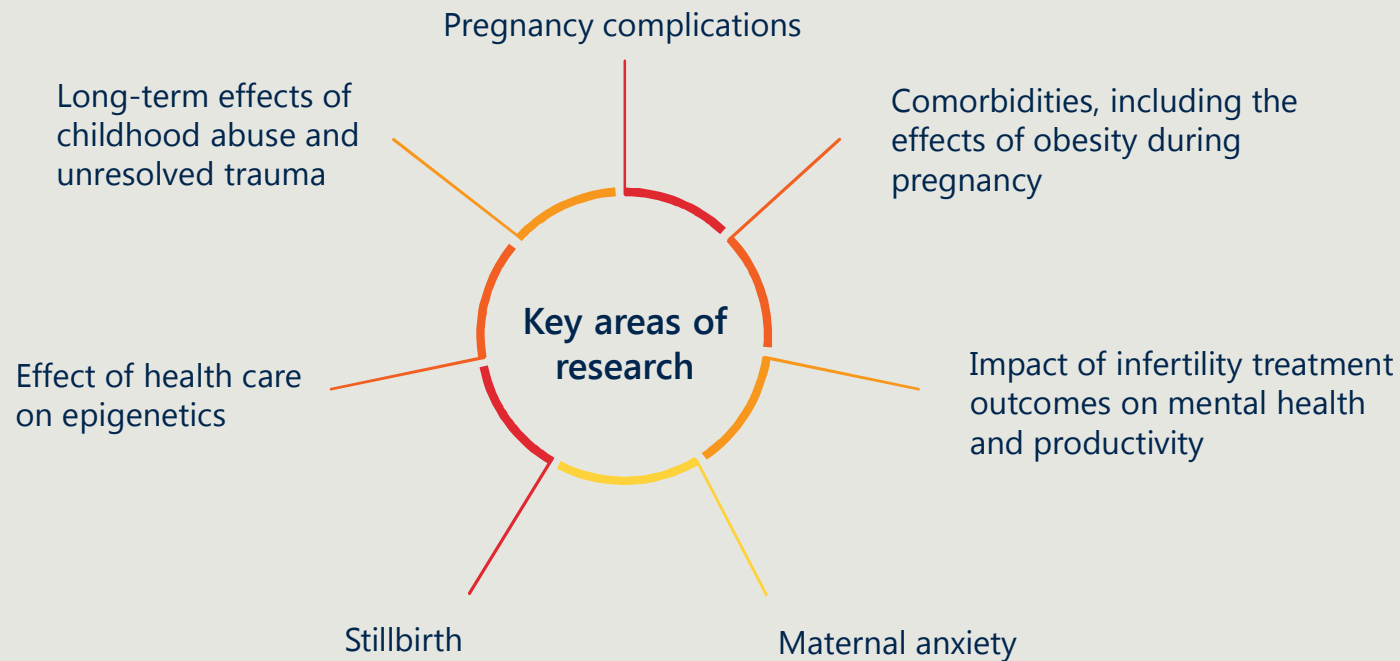 Pregnancy complications
Long-term effects of
childhood abuse and
unresolved trauma
Comorbidities, including the
effects of obesity during
pregnancy
Key areas of
research
Effect of health care
on epigenetics
Impact of infertility treatment
outcomes on mental health
and productivity
Stillbirth
Maternal anxiety